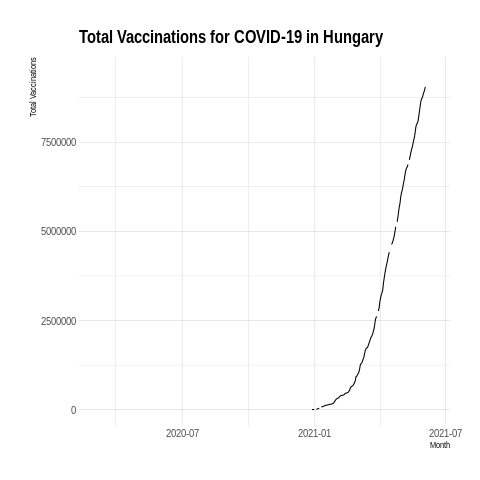 Total Vaccinations for COVID-19 in Hungary
Total Vaccinations
7500000
5000000
2500000
0
2020-07
2021-01
2021-07
Month